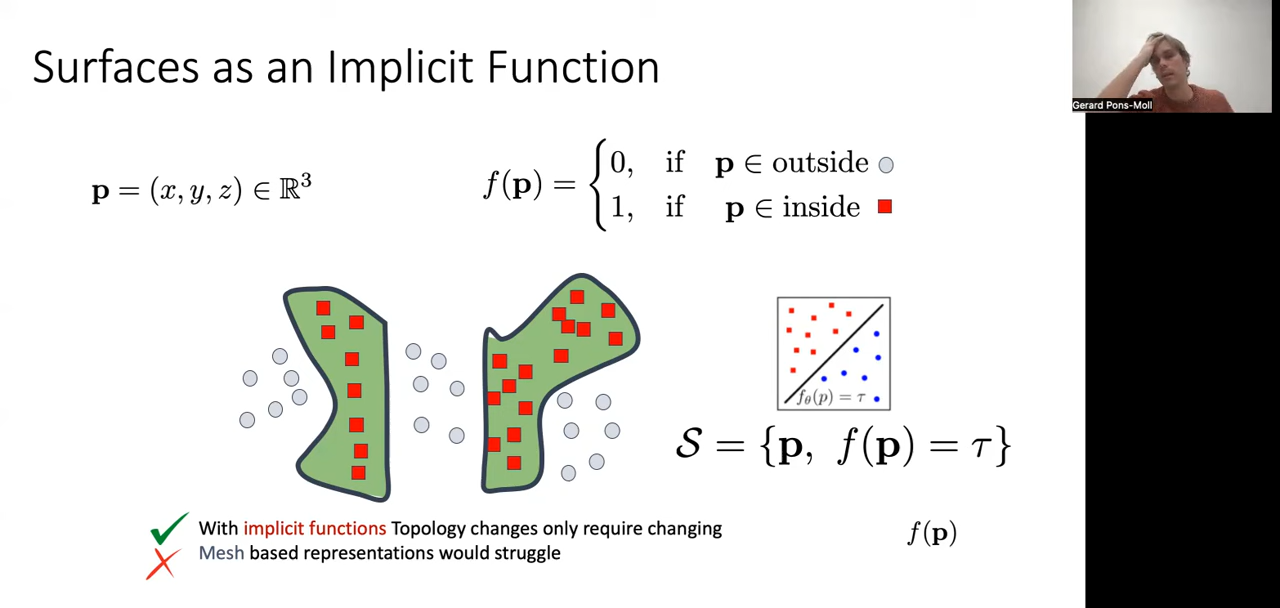 Surfaces as an Implicit Function
Gerard Pons-Moll
p = (x, y, z) ∈ ℝ³
f(p) = { 0, if p ∈ outside
1, if p ∈ inside
f_θ(p) = τ
𝒮 = {p, f(p) = τ}
With implicit functions Topology changes only require changing f(p)
Mesh based representations would struggle